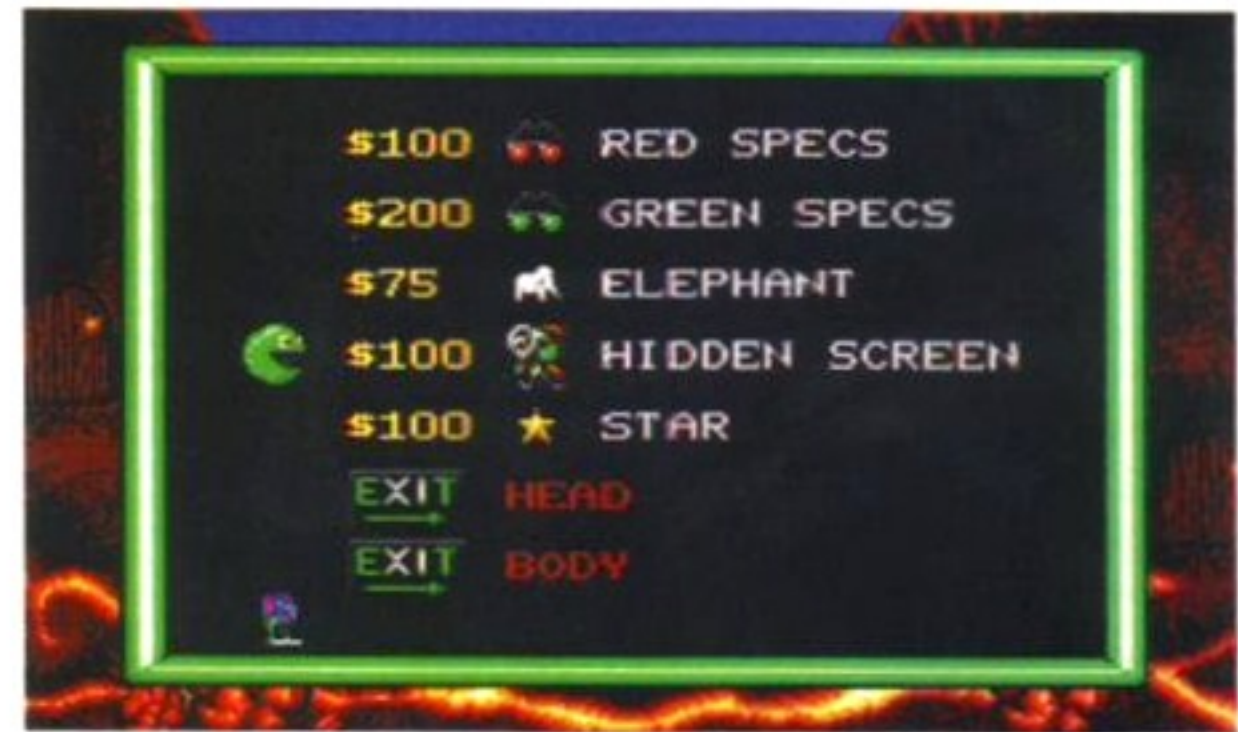 $100 RED SPECS
$200 GREEN SPECS
$75 ELEPHANT
$100 HIDDEN SCREEN
$100 STAR
EXIT HEAD
EXIT BODY